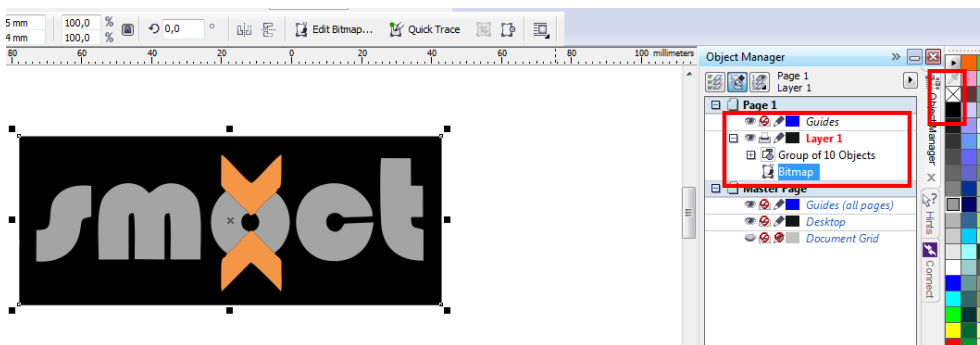 5 mm 100,0 % 0,0 ° Edit Bitmap... Quick Trace
4 mm 100,0 %
80 60 40 20 0 20 40 60 80 100 millimeters
smoct
Object Manager
Page 1
Layer 1
Page 1
Guides
Layer 1
Group of 10 Objects
Bitmap
Master Page
Guides (all pages)
Desktop
Document Grid
Object Manager
Hints
Connect